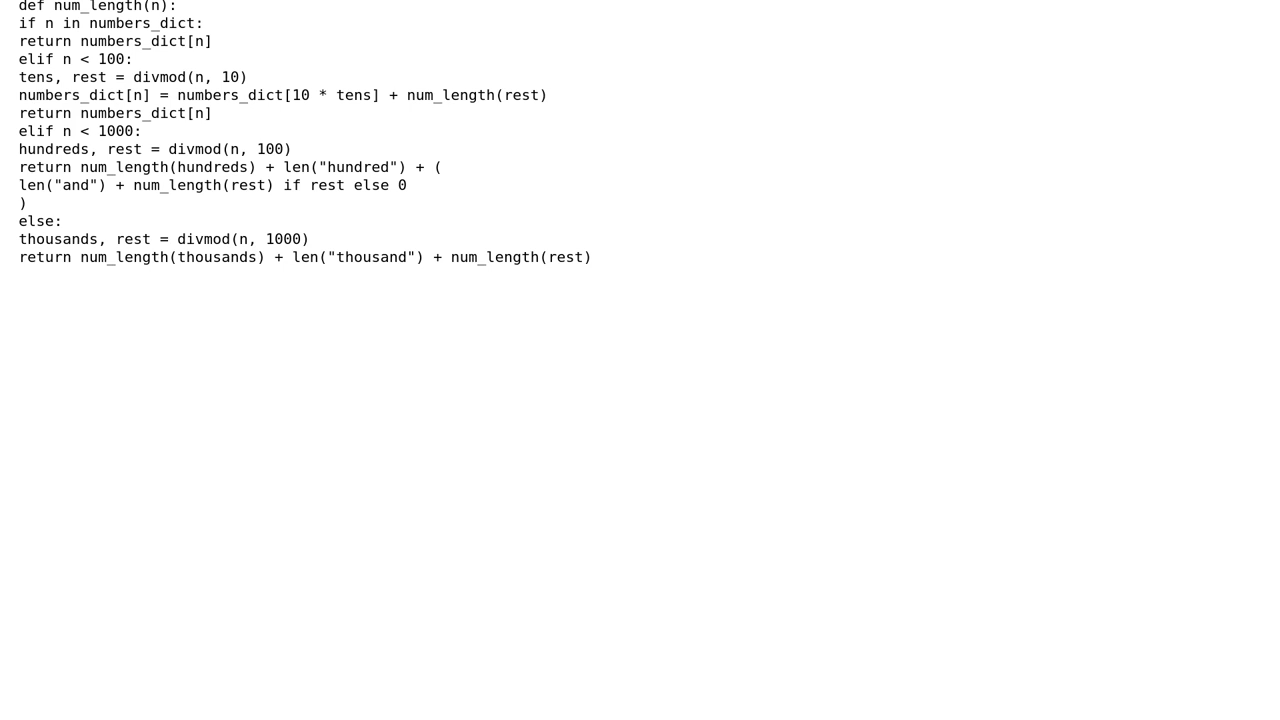 def num_length(n):
if n in numbers_dict:
return numbers_dict[n]
elif n < 100:
tens, rest = divmod(n, 10)
numbers_dict[n] = numbers_dict[10 * tens] + num_length(rest)
return numbers_dict[n]
elif n < 1000:
hundreds, rest = divmod(n, 100)
return num_length(hundreds) + len("hundred") + (
len("and") + num_length(rest) if rest else 0
)
else:
thousands, rest = divmod(n, 1000)
return num_length(thousands) + len("thousand") + num_length(rest)